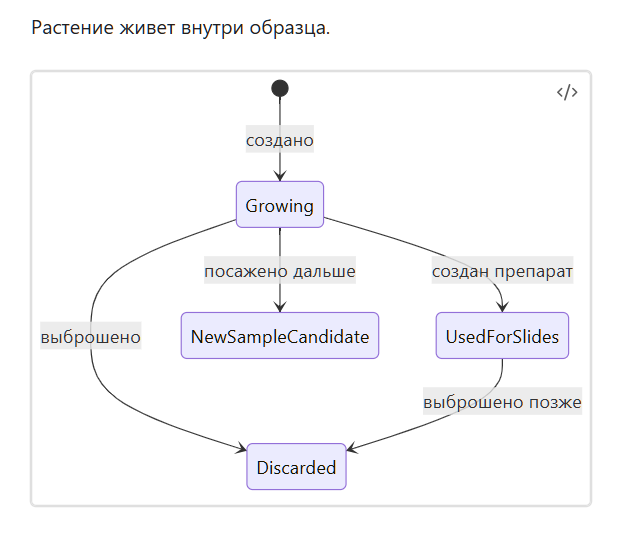 Растение живет внутри образца.
</>
создано
Growing
посажено дальше
создан препарат
выброшено
NewSampleCandidate
UsedForSlides
выброшено позже
Discarded